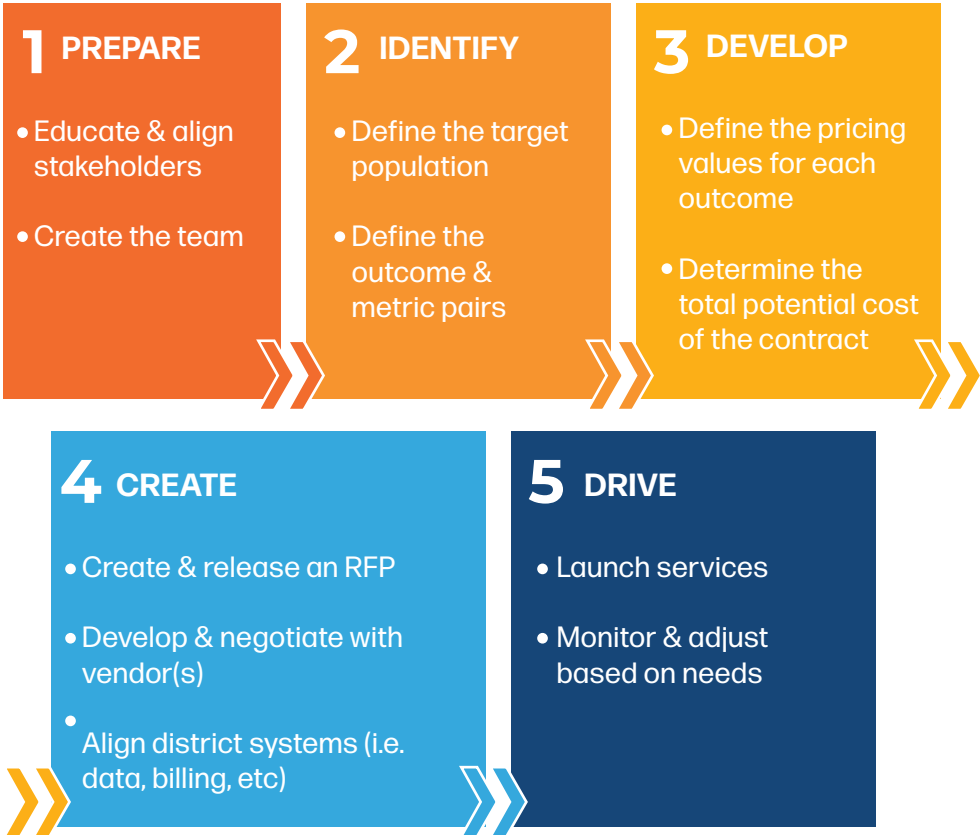 1 PREPARE
• Educate & align
stakeholders
• Create the team
2 IDENTIFY
• Define the target
population
• Define the
outcome &
metric pairs
3 DEVELOP
• Define the pricing
values for each
outcome
• Determine the
total potential cost
of the contract
4 CREATE
• Create & release an RFP
• Develop & negotiate with
vendor(s)
• Align district systems (i.e.
data, billing, etc)
5 DRIVE
• Launch services
• Monitor & adjust
based on needs